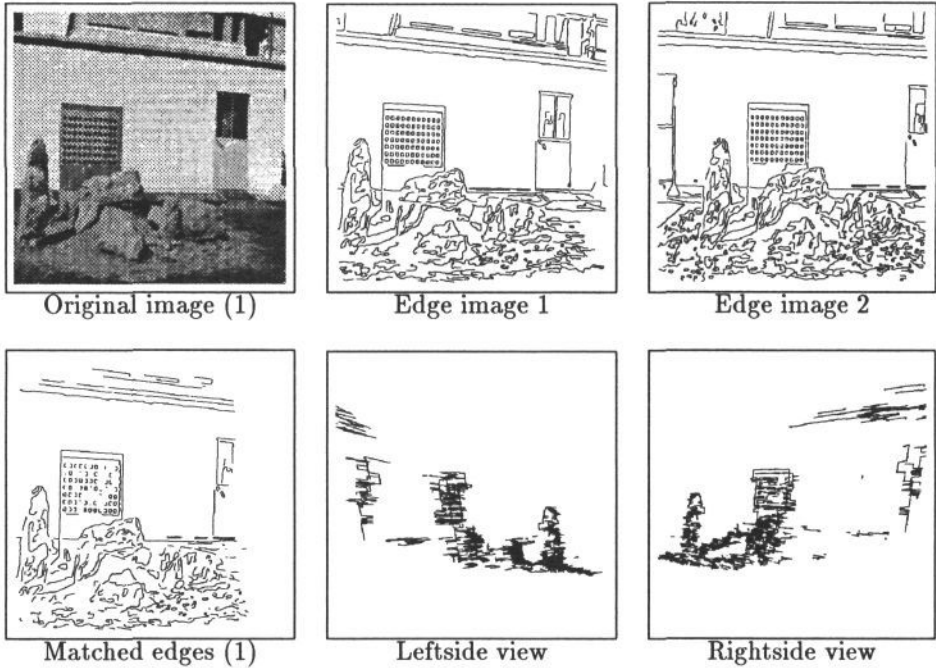 Original image (1)
Edge image 1
Edge image 2
Matched edges (1)
Leftside view
Rightside view